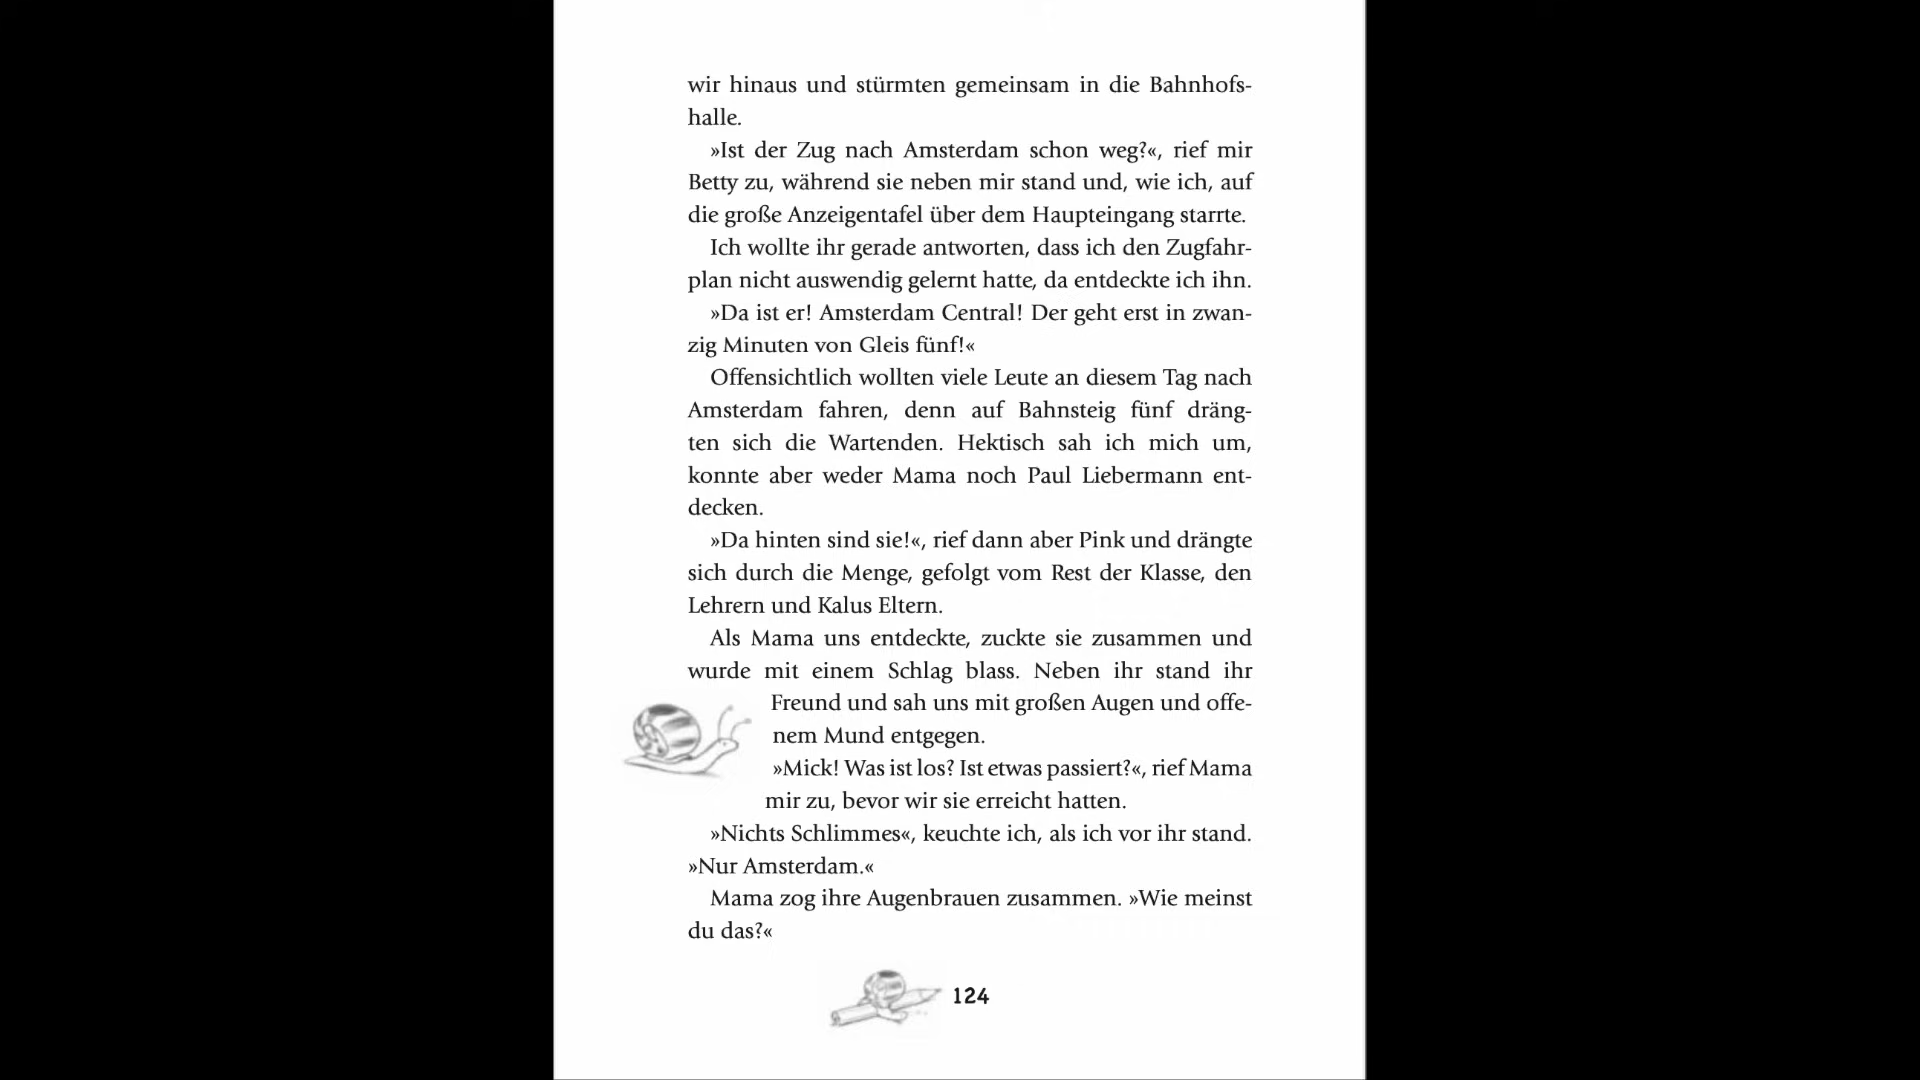 wir hinaus und stürmten gemeinsam in die Bahnhofs-
halle.
»Ist der Zug nach Amsterdam schon weg?«, rief mir
Betty zu, während sie neben mir stand und, wie ich, auf
die große Anzeigentafel über dem Haupteingang starrte.
Ich wollte ihr gerade antworten, dass ich den Zugfahr-
plan nicht auswendig gelernt hatte, da entdeckte ich ihn.
»Da ist er! Amsterdam Central! Der geht erst in zwan-
zig Minuten von Gleis fünf!«
Offensichtlich wollten viele Leute an diesem Tag nach
Amsterdam fahren, denn auf Bahnsteig fünf dräng-
ten sich die Wartenden. Hektisch sah ich mich um,
konnte aber weder Mama noch Paul Liebermann ent-
decken.
»Da hinten sind sie!«, rief dann aber Pink und drängte
sich durch die Menge, gefolgt vom Rest der Klasse, den
Lehrern und Kalus Eltern.
Als Mama uns entdeckte, zuckte sie zusammen und
wurde mit einem Schlag blass. Neben ihr stand ihr
Freund und sah uns mit großen Augen und offe-
nem Mund entgegen.
»Mick! Was ist los? Ist etwas passiert?«, rief Mama
mir zu, bevor wir sie erreicht hatten.
»Nichts Schlimmes«, keuchte ich, als ich vor ihr stand.
»Nur Amsterdam.«
Mama zog ihre Augenbrauen zusammen. »Wie meinst
du das?«
124